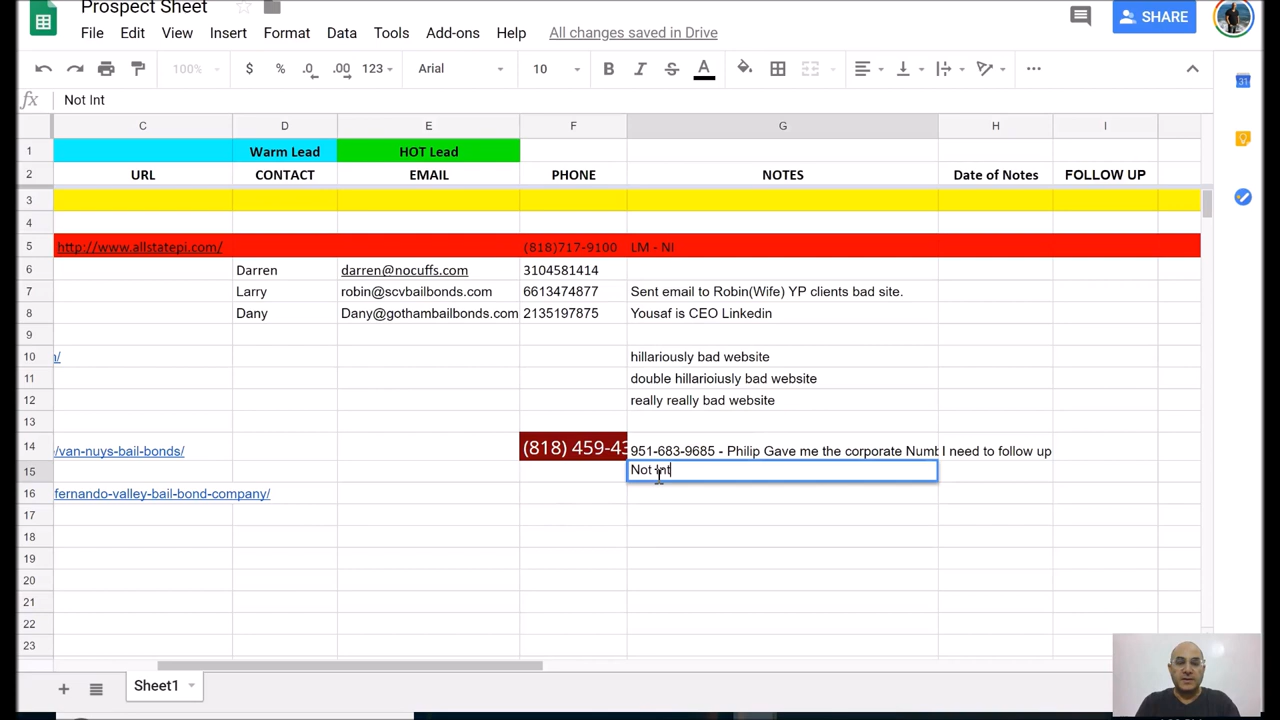 Prospect Sheet
SHARE
File Edit View Insert Format Data Tools Add-ons Help All changes saved in Drive
100% $ % .0 .00 123 Arial 10 B I S A
31
fx Not Int
C D E F G H I
1 Warm Lead HOT Lead
2 URL CONTACT EMAIL PHONE NOTES Date of Notes FOLLOW UP
3
4
5 http://www.allstatepi.com/ (818)717-9100 LM - NI
6 Darren darren@nocuffs.com 3104581414
7 Larry robin@scvbailbonds.com 6613474877 Sent email to Robin(Wife) YP clients bad site.
8 Dany Dany@gothambailbonds.com 2135197875 Yousaf is CEO Linkedin
9
10 /
hillariously bad website
11 double hillarioiusly bad website
12 really really bad website
13
14 /van-nuys-bail-bonds/ (818) 459-43 951-683-9685 - Philip Gave me the corporate Numb I need to follow up
15 Not Int
16 fernando-valley-bail-bond-company/
17
18
19
20
21
22
23
Sheet1